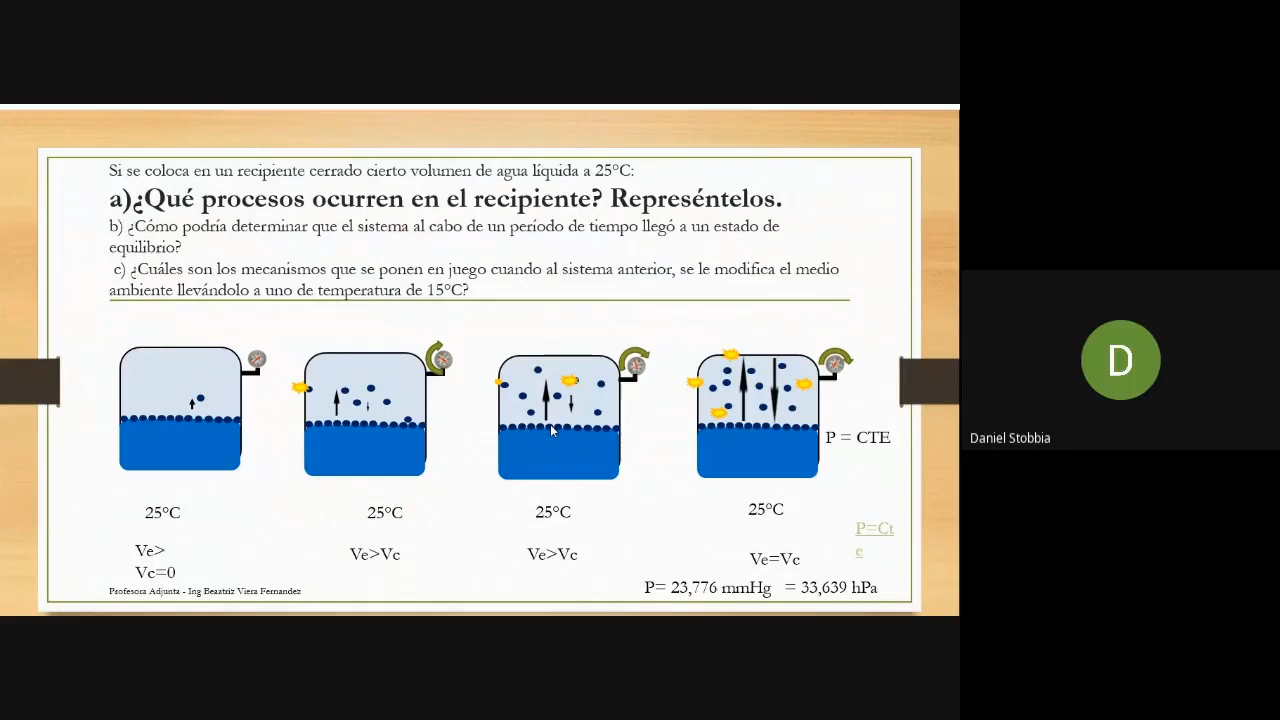 Si se coloca en un recipiente cerrado cierto volumen de agua líquida a 25°C:
a)¿Qué procesos ocurren en el recipiente? Represéntelos.
b) ¿Cómo podría determinar que el sistema al cabo de un período de tiempo llegó a un estado de
equilibrio?
c) ¿Cuáles son los mecanismos que se ponen en juego cuando al sistema anterior, se le modifica el medio
ambiente llevándolo a uno de temperatura de 15°C?
P = CTE
25°C
25°C
25°C
25°C
P=Ct
e
Ve>
Vc=0
Ve>Vc
Ve>Vc
Ve=Vc
P= 23,776 mmHg = 33,639 hPa
Profesora Adjunta - Ing Beaatriz Viera Fernandez
D
Daniel Stobbia